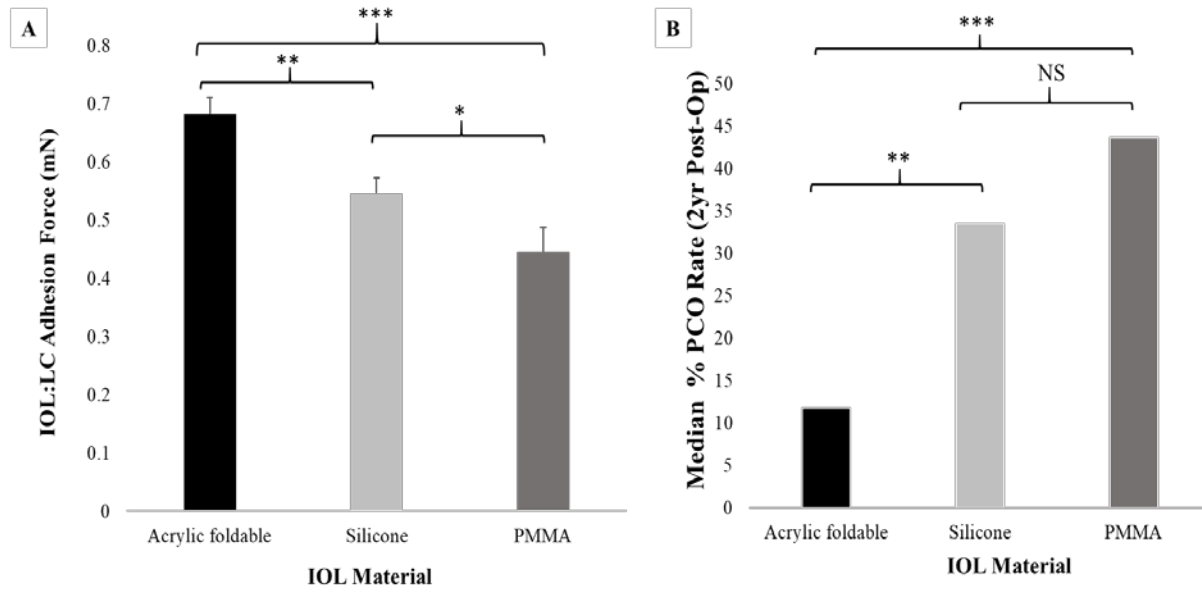 A
***
**
*
0.8
0.7
0.6
0.5
0.4
0.3
0.2
0.1
0
IOL:LC Adhesion Force (mN)
Acrylic foldable
Silicone
PMMA
IOL Material
B
***
NS
**
50
45
40
35
30
25
20
15
10
5
0
Median % PCO Rate (2yr Post-Op)
Acrylic foldable
Silicone
PMMA
IOL Material